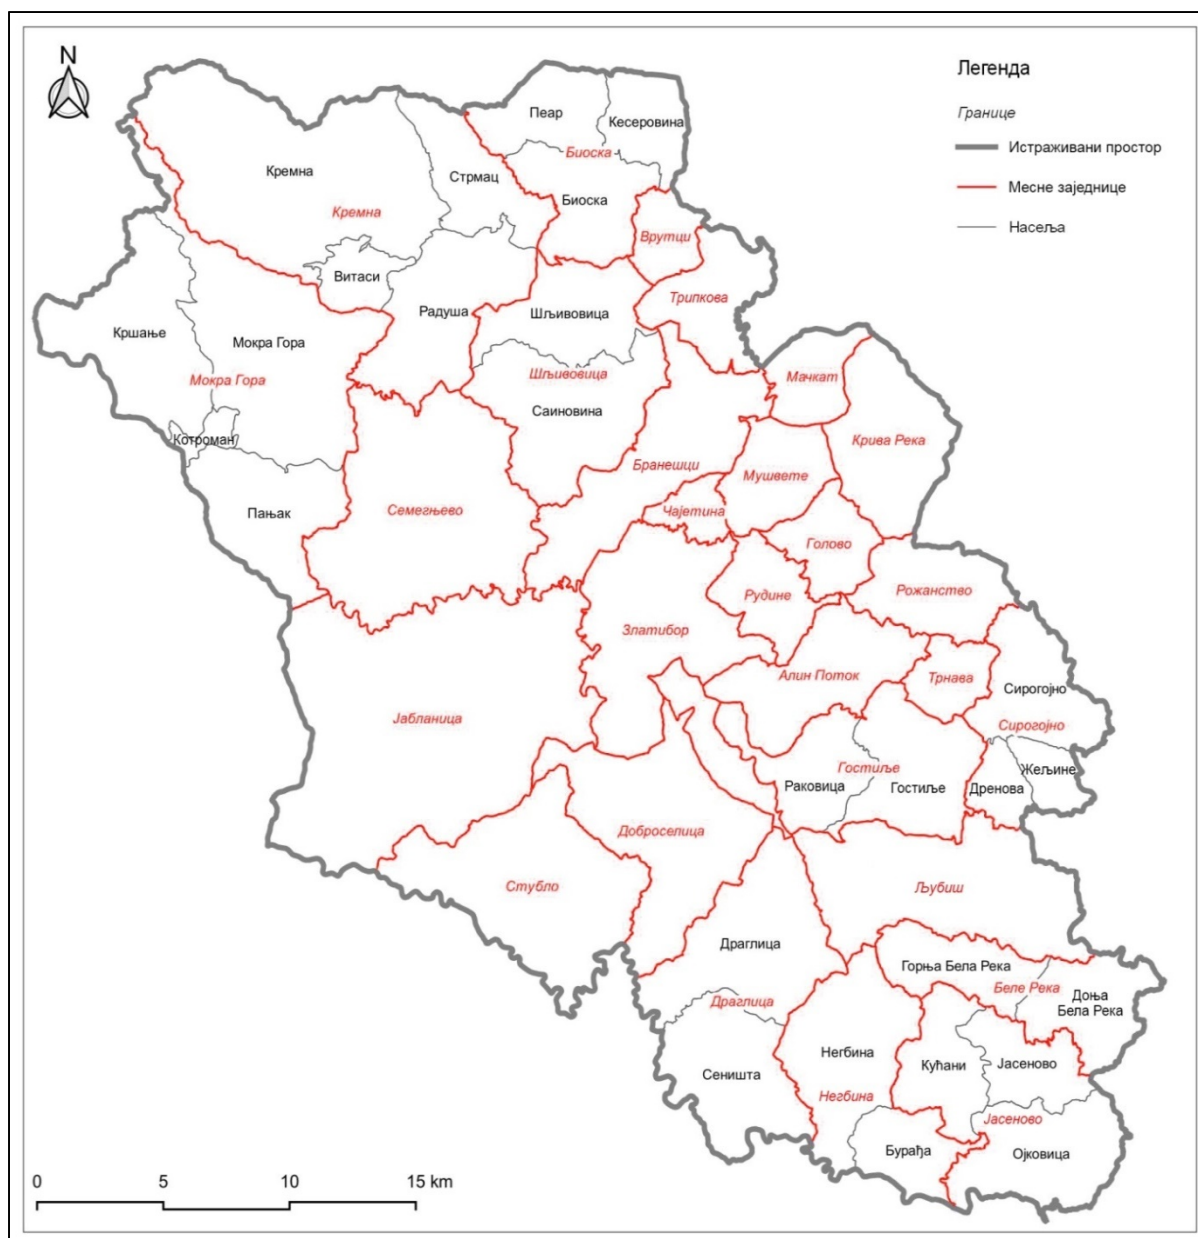 N
Легенда
Границе
Истраживани простор
Месне заједнице
Насеља
Пеар
Кесеровина
Биоска
Кремна
Стрмац
Биоска
Кремна
Врутци
Витаси
Трипкова
Радуша
Шљивовица
Кршање
Мокра Гора
Мокра Гора
Шљивовица
Мачкат
Саиновина
Котроман
Крива Река
Бранешци
Мушвете
Пањак
Семегњево
Чајетина
Голово
Рудине
Рожанство
Златибор
Алин Поток
Трнава
Сирогојно
Јабланица
Сирогојно
Гостиље
Жељине
Раковица
Гостиље
Дренова
Доброселица
Стубло
Љубиш
Драглица
Горња Бела Река
Беле Река
Доња
Бела Река
Драглица
Негбина
Кућани
Јасеново
Сеништа
Негбина
Јасеново
Бурађа
Ојковица
0 5 10 15 km